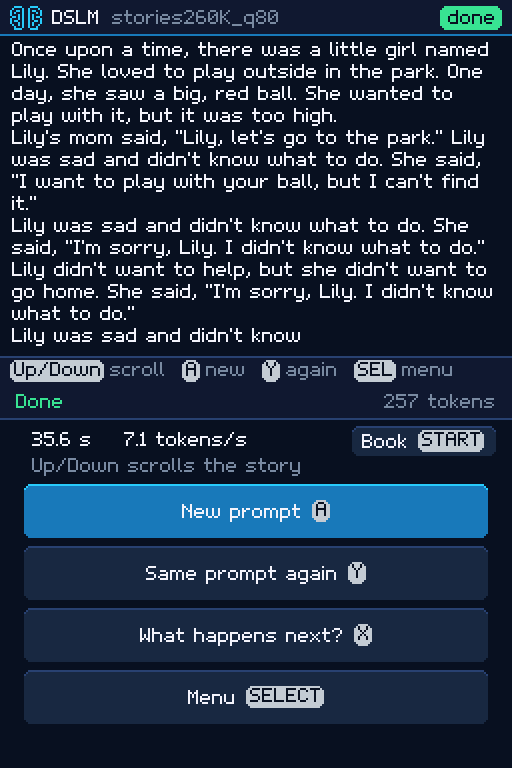 DSLM stories260K_q80 done
Once upon a time, there was a little girl named
Lily. She loved to play outside in the park. One
day, she saw a big, red ball. She wanted to
play with it, but it was too high.
Lily's mom said, "Lily, let's go to the park." Lily
was sad and didn't know what to do. She said,
"I want to play with your ball, but I can't find
it."
Lily was sad and didn't know what to do. She
said, "I'm sorry, Lily. I didn't know what to do."
Lily didn't want to help, but she didn't want to
go home. She said, "I'm sorry, Lily. I didn't know
what to do."
Lily was sad and didn't know
Up/Down scroll A new Y again SEL menu
Done 257 tokens
35.6 s 7.1 tokens/s Book START
Up/Down scrolls the story
New prompt A
Same prompt again Y
What happens next? X
Menu SELECT